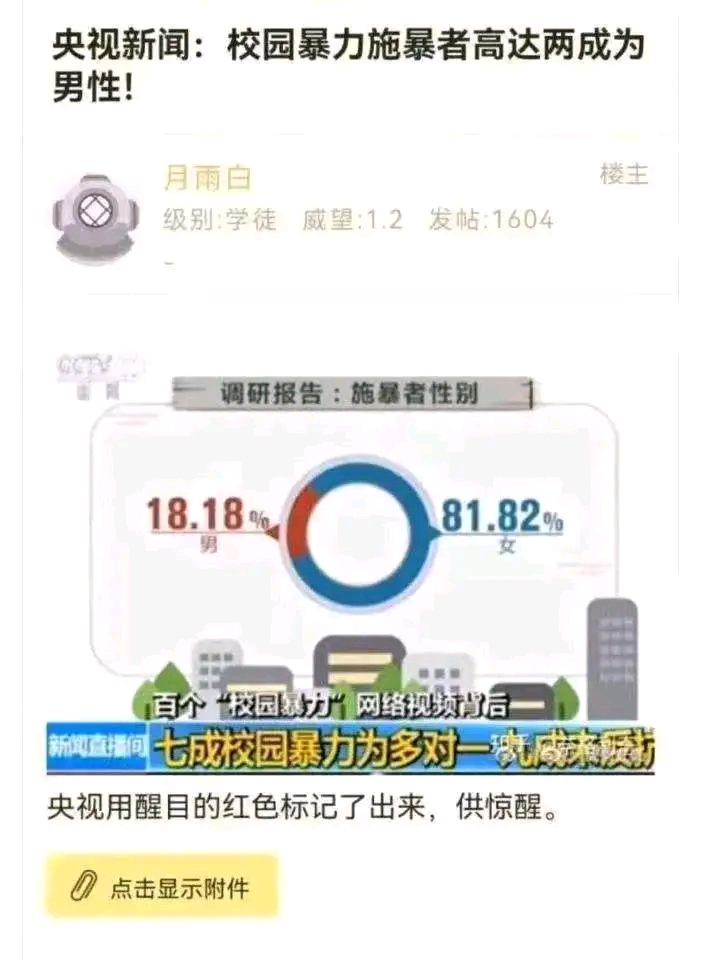 央视新闻：校园暴力施暴者高达两成为
男性！
月雨白
楼主
级别:学徒 威望:1.2 发帖:1604
调研报告：施暴者性别
18.18%
男
81.82%
女
百个“校园暴力”网络视频背后
新闻直播间
七成校园暴力为多对一 九成未反抗
央视用醒目的红色标记了出来，供惊醒。
点击显示附件